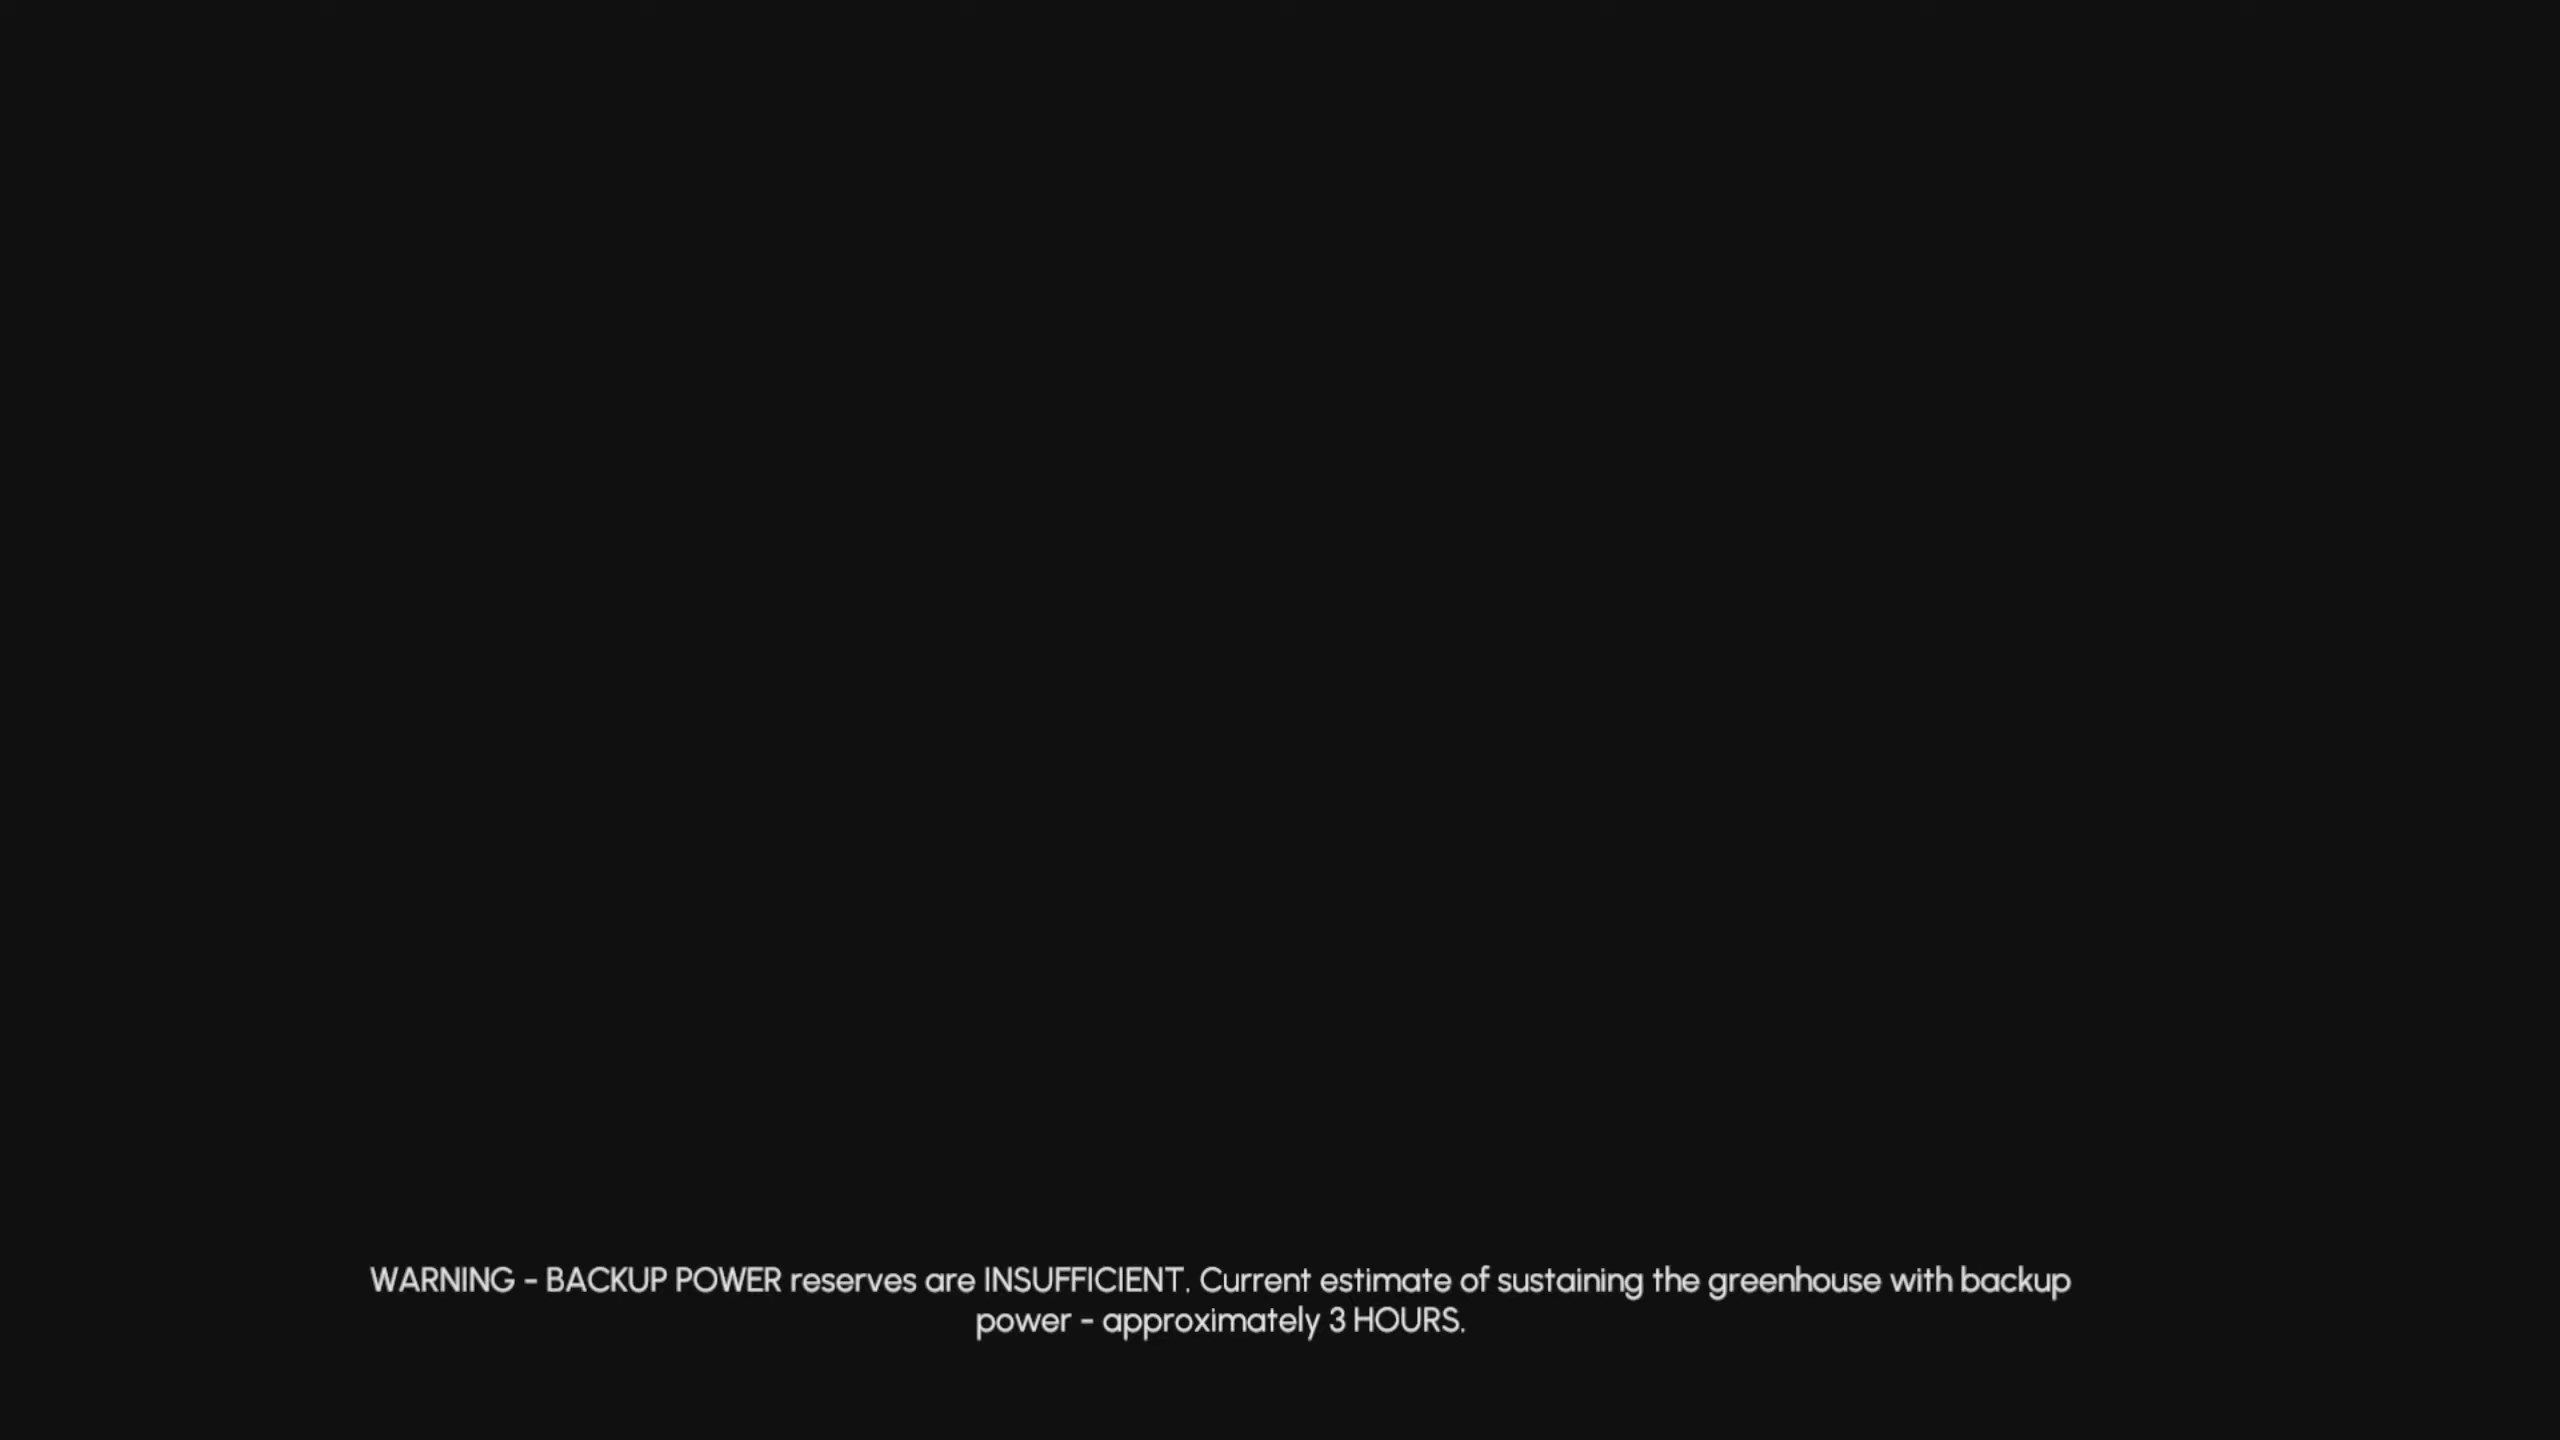 WARNING - BACKUP POWER reserves are INSUFFICIENT. Current estimate of sustaining the greenhouse with backup
power - approximately 3 HOURS.